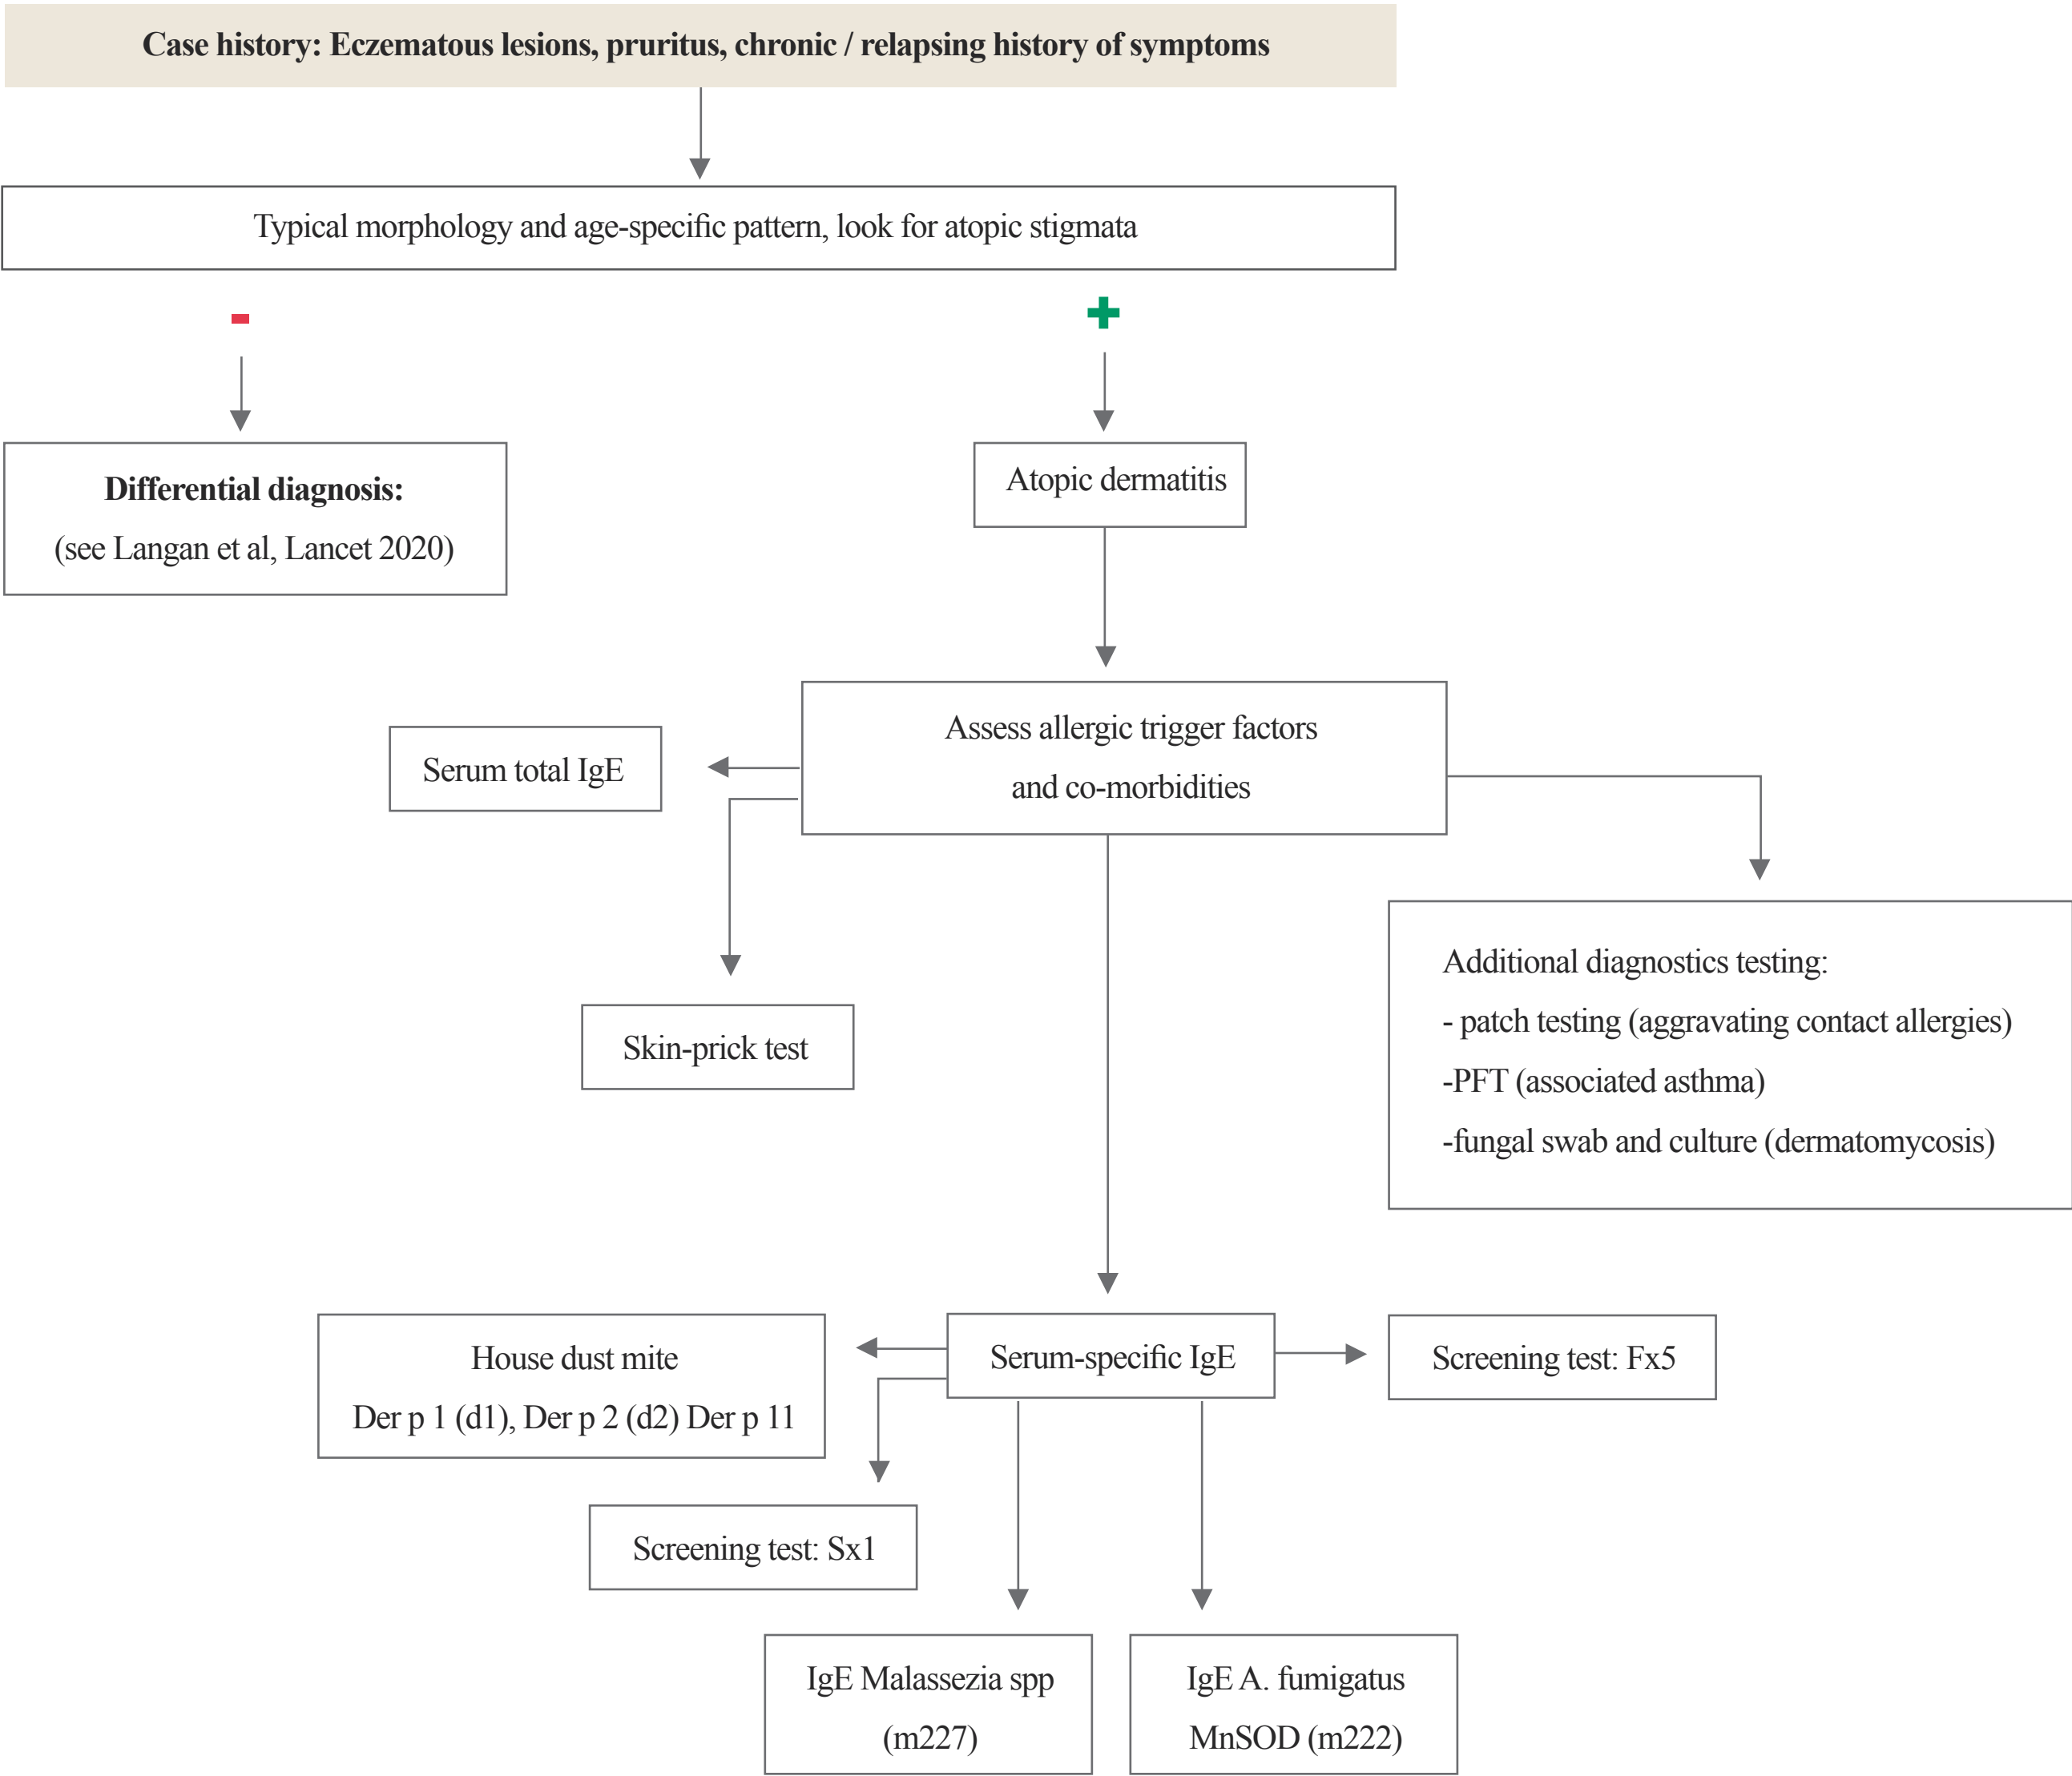 Case history: Eczematous lesions, pruritus, chronic / relapsing history of symptoms
Typical morphology and age-specific pattern, look for atopic stigmata
Differential diagnosis:
(see Langan et al, Lancet 2020)
Atopic dermatitis
Assess allergic trigger factors
and co-morbidities
Serum total IgE
Skin-prick test
Additional diagnostics testing:
- patch testing (aggravating contact allergies)
-PFT (associated asthma)
-fungal swab and culture (dermatomycosis)
House dust mite
Der p 1 (d1), Der p 2 (d2) Der p 11
Serum-specific IgE
Screening test: Fx5
Screening test: Sx1
IgE Malassezia spp
(m227)
IgE A. fumigatus
MnSOD (m222)